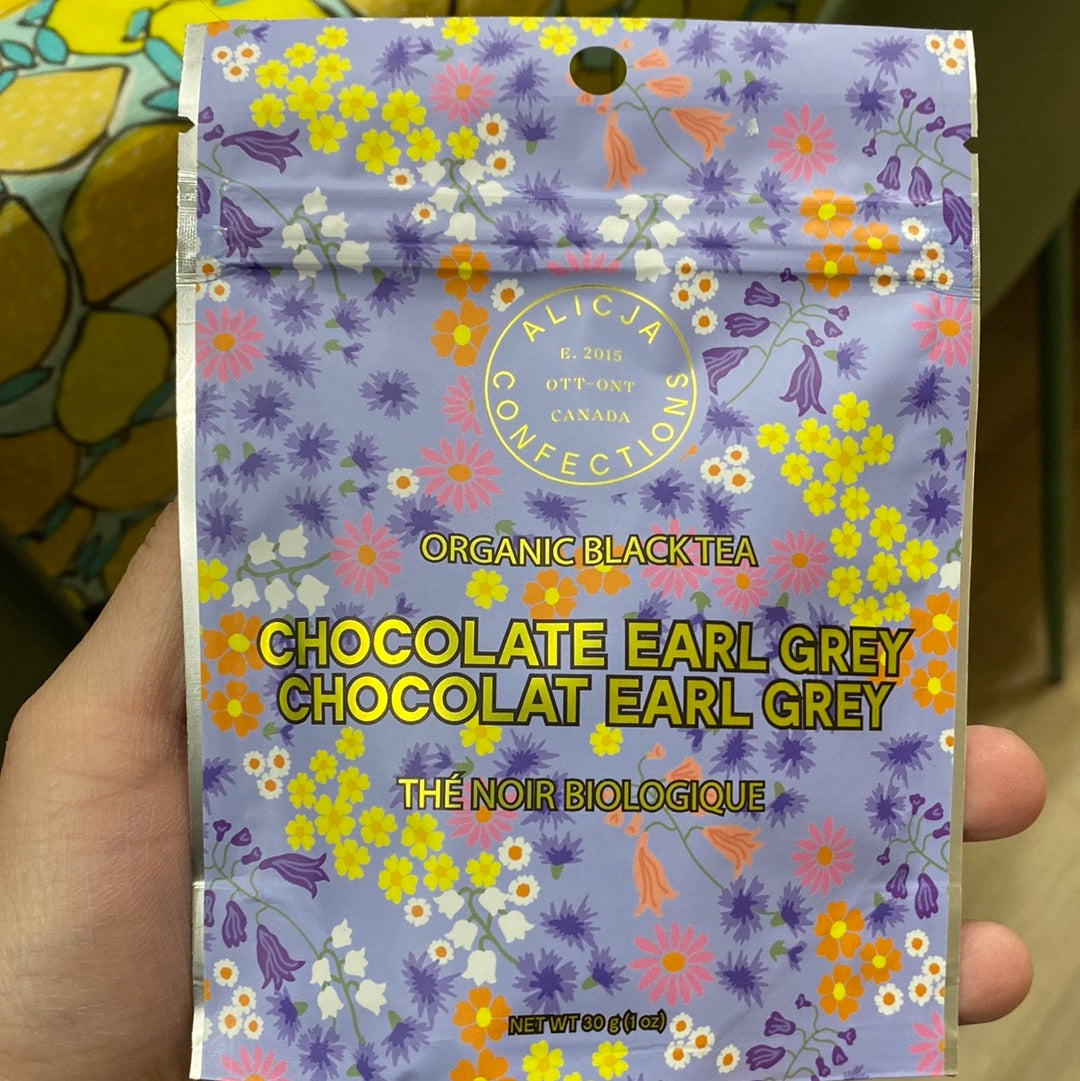 ALICJA
E. 2015
OTT-ONT
CANADA
CONFECTIONS
ORGANIC BLACK TEA
CHOCOLATE EARL GREY
CHOCOLAT EARL GREY
THÉ NOIR BIOLOGIQUE
NET WT 30 g (1 oz)